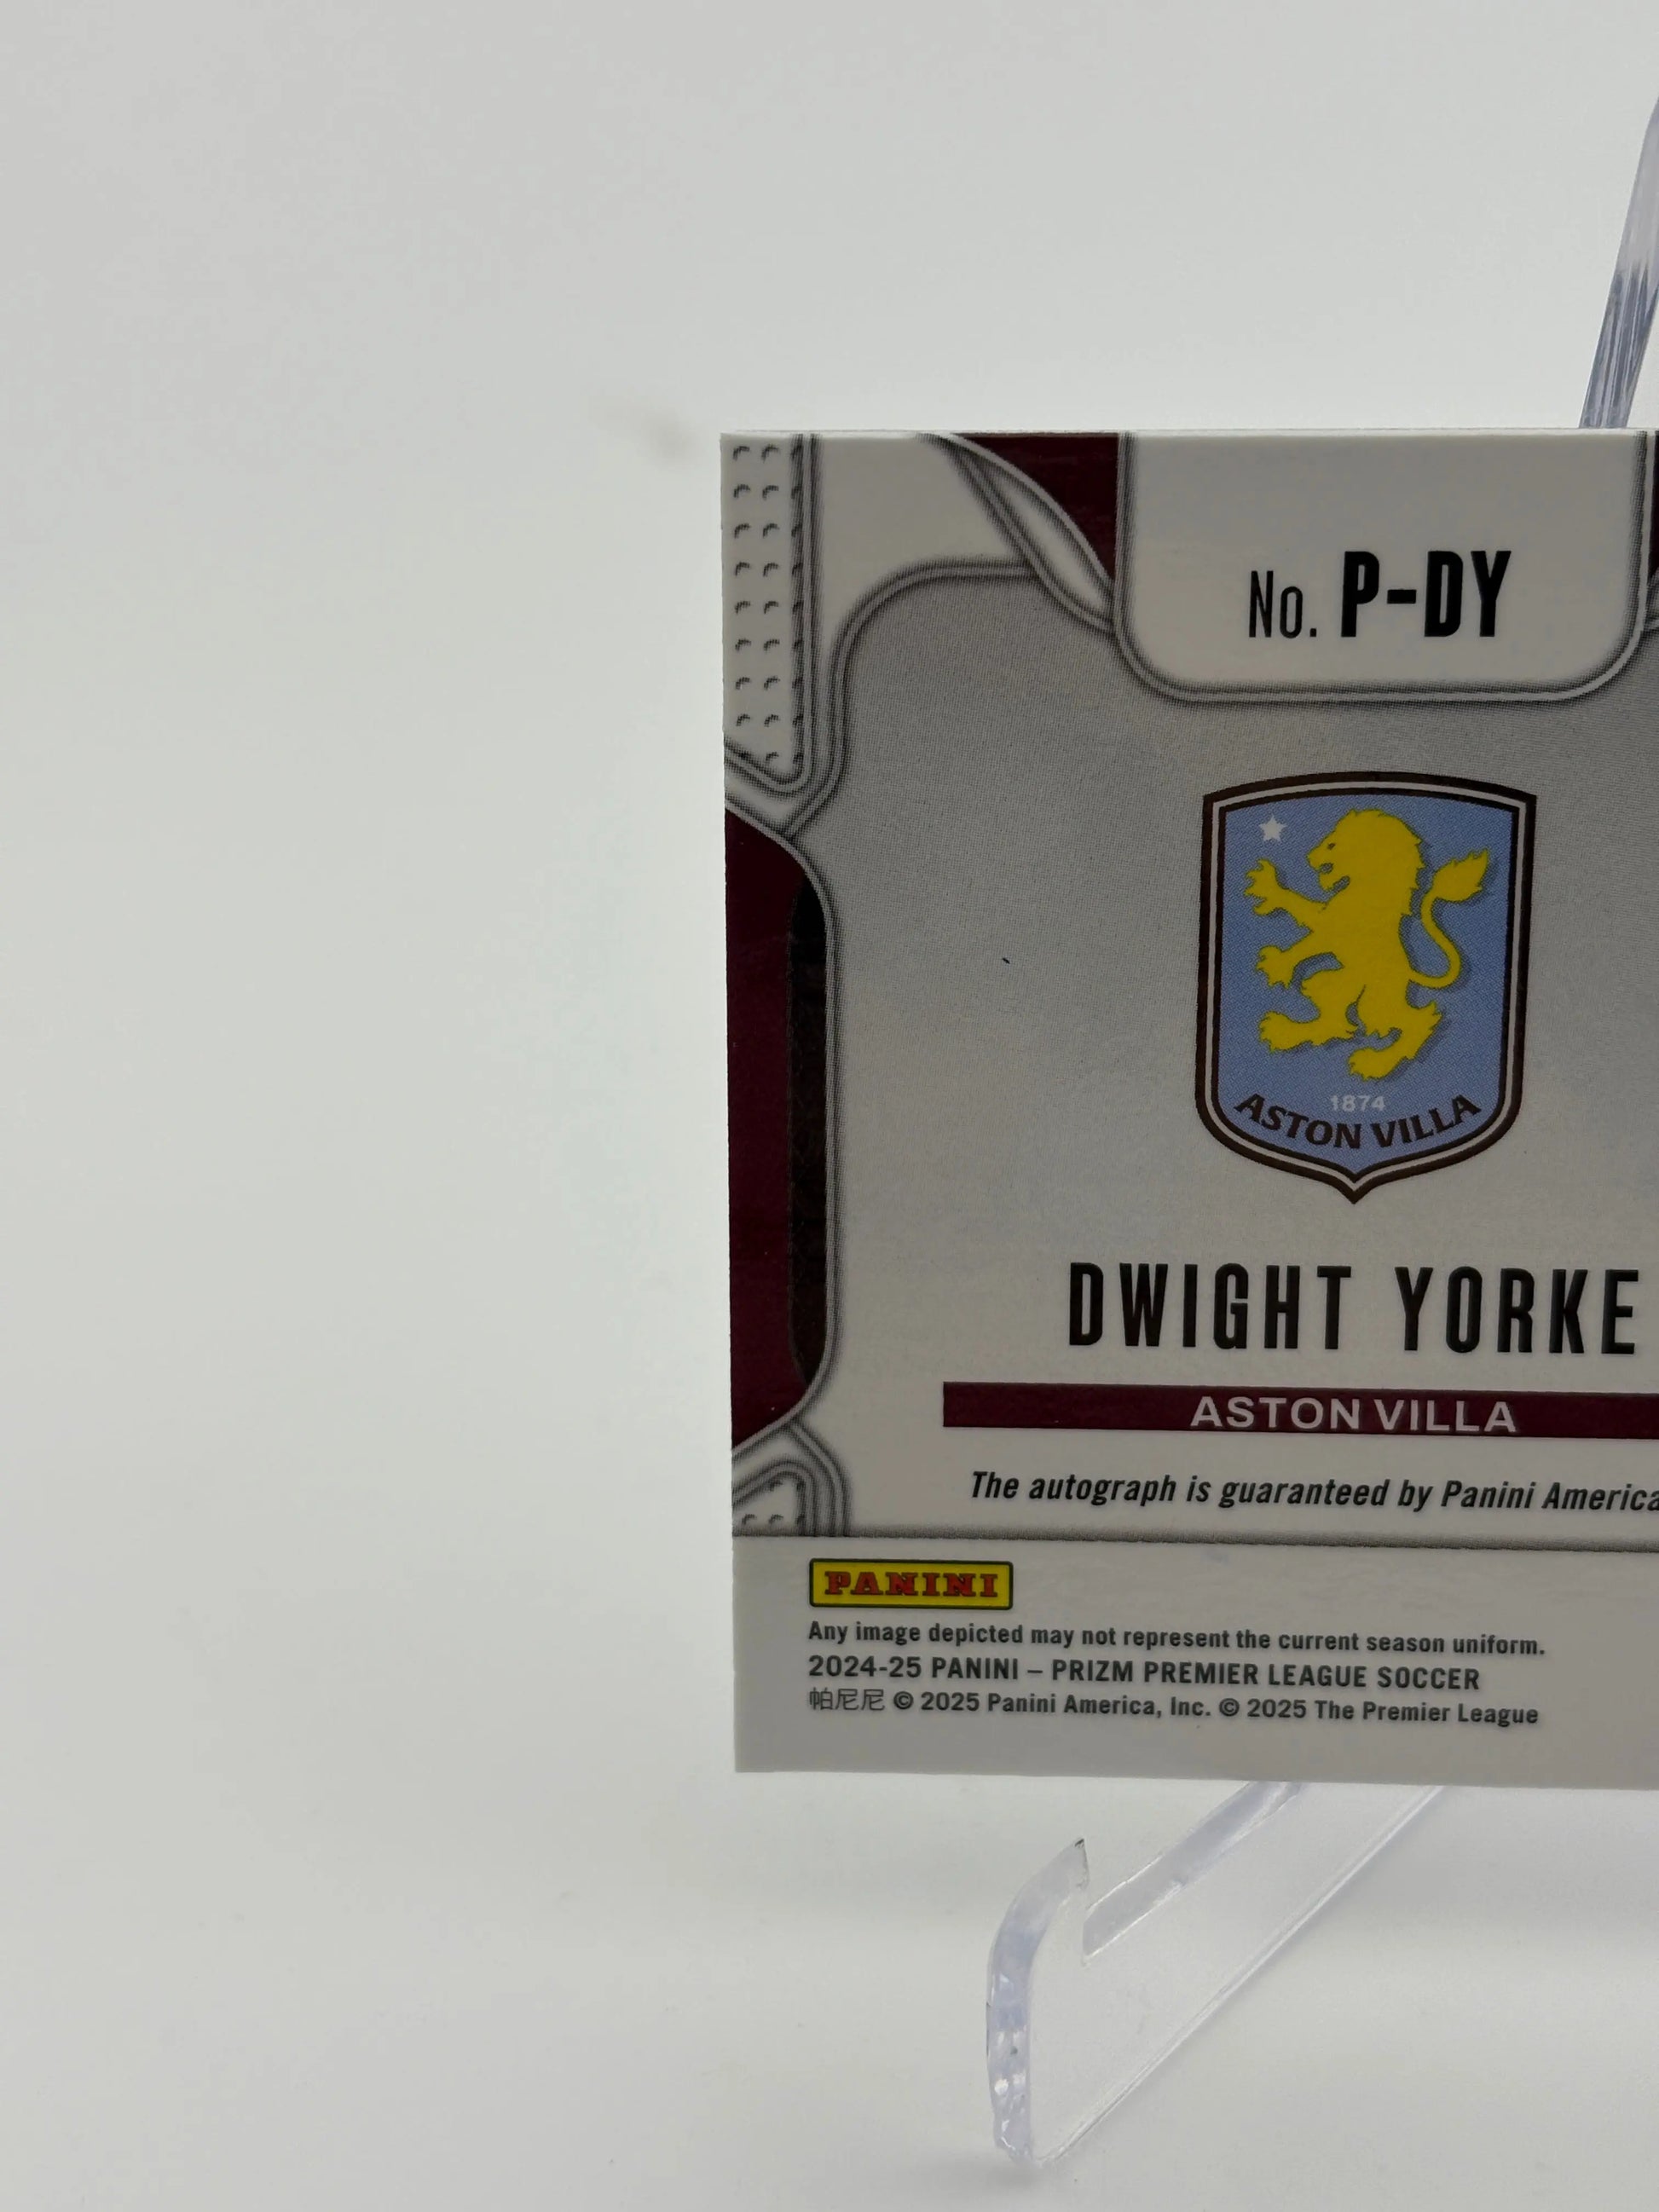 No. P-DY
1874
ASTON VILLA
DWIGHT YORKE
ASTON VILLA
The autograph is guaranteed by Panini America
PANINI
Any image depicted may not represent the current season uniform.
2024-25 PANINI – PRIZM PREMIER LEAGUE SOCCER
帕尼尼 © 2025 Panini America, Inc. © 2025 The Premier League